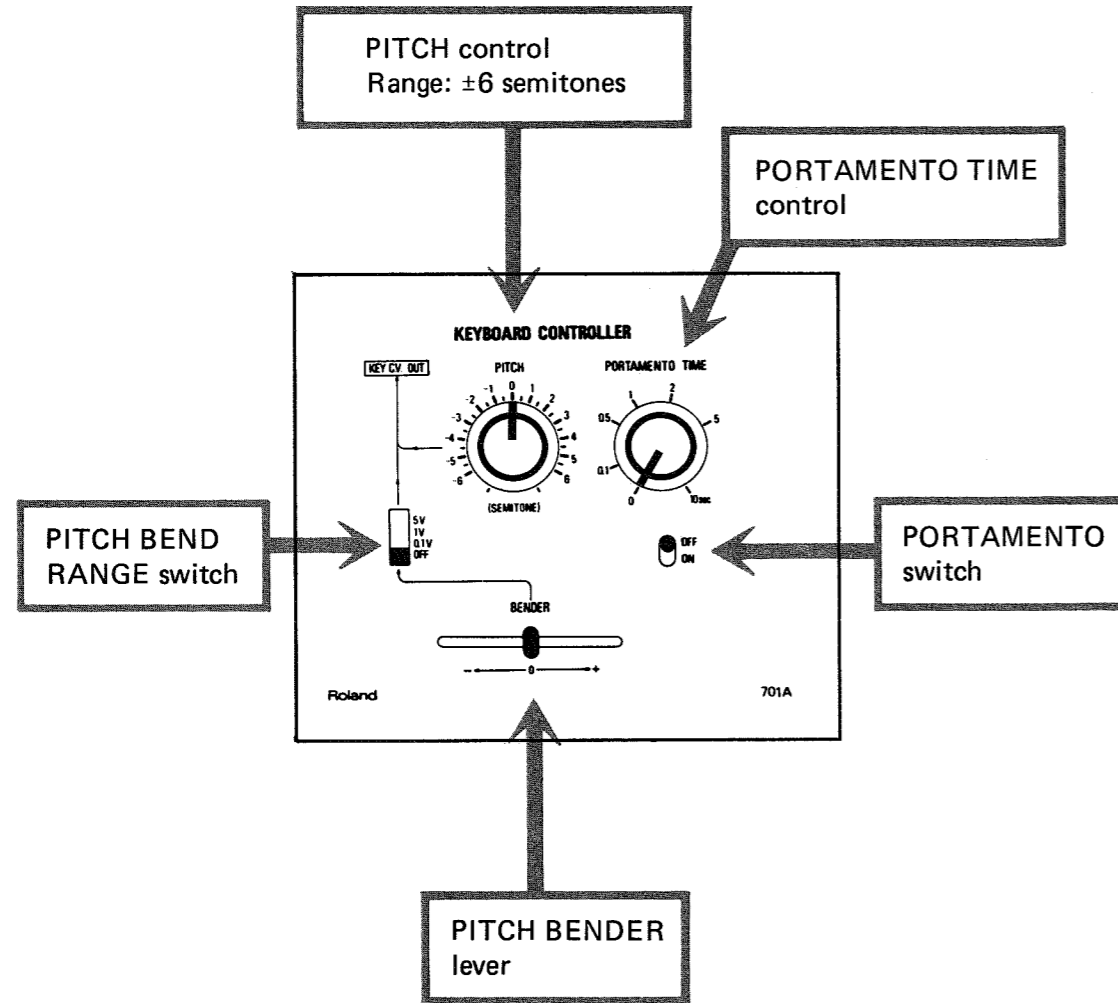 PITCH control
Range: ±6 semitones
PORTAMENTO TIME
control
KEYBOARD CONTROLLER
KEY CV. OUT
PITCH
PORTAMENTO TIME
-6
-5
-4
-3
-2
-1
0
1
2
3
4
5
6
(SEMITONE)
0
0.1
0.5
1
2
5
10sec
PITCH BEND
RANGE switch
5V
1V
0.1V
OFF
OFF
ON
PORTAMENTO
switch
BENDER
- 0 +
Roland
701A
PITCH BENDER
lever